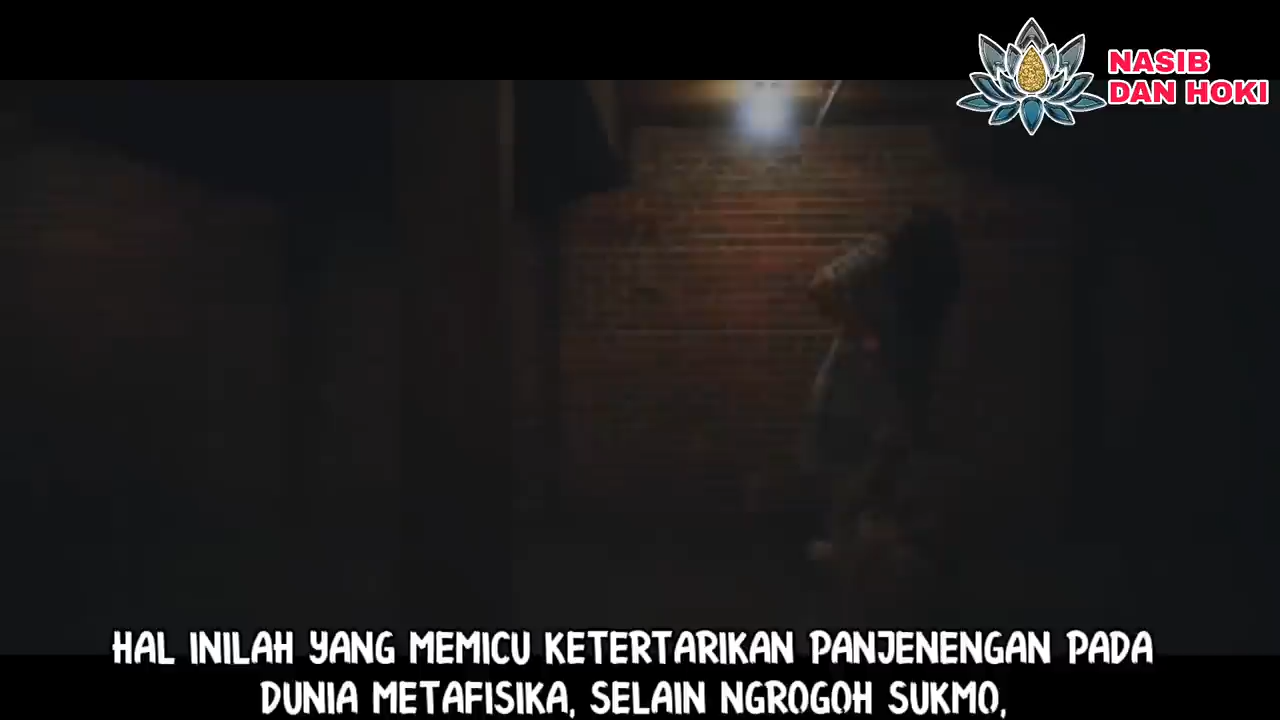 NASIB
DAN HOKI
HAL INILAH YANG MEMICU KETERTARIKAN PANJENENGAN PADA
DUNIA METAFISIKA, SELAIN NGROGOH SUKMO,